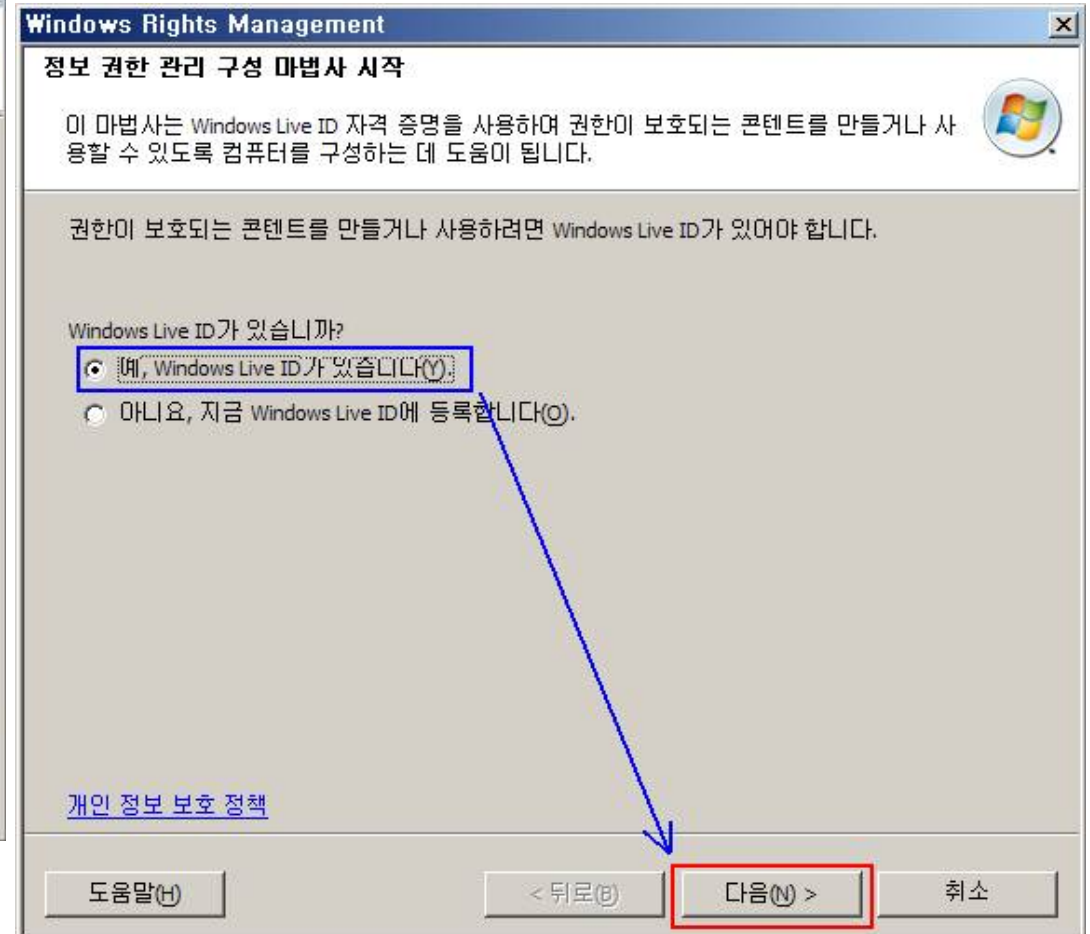 Windows Rights Management
정보 권한 관리 구성 마법사 시작
이 마법사는 Windows Live ID 자격 증명을 사용하여 권한이 보호되는 콘텐트를 만들거나 사
용할 수 있도록 컴퓨터를 구성하는 데 도움이 됩니다.
권한이 보호되는 콘텐트를 만들거나 사용하려면 Windows Live ID가 있어야 합니다.
Windows Live ID가 있습니까?
예, Windows Live ID가 있습니다(Y).
아니요, 지금 Windows Live ID에 등록합니다(O).
개인 정보 보호 정책
도움말(H) < 뒤로(B) 다음(N) > 취소